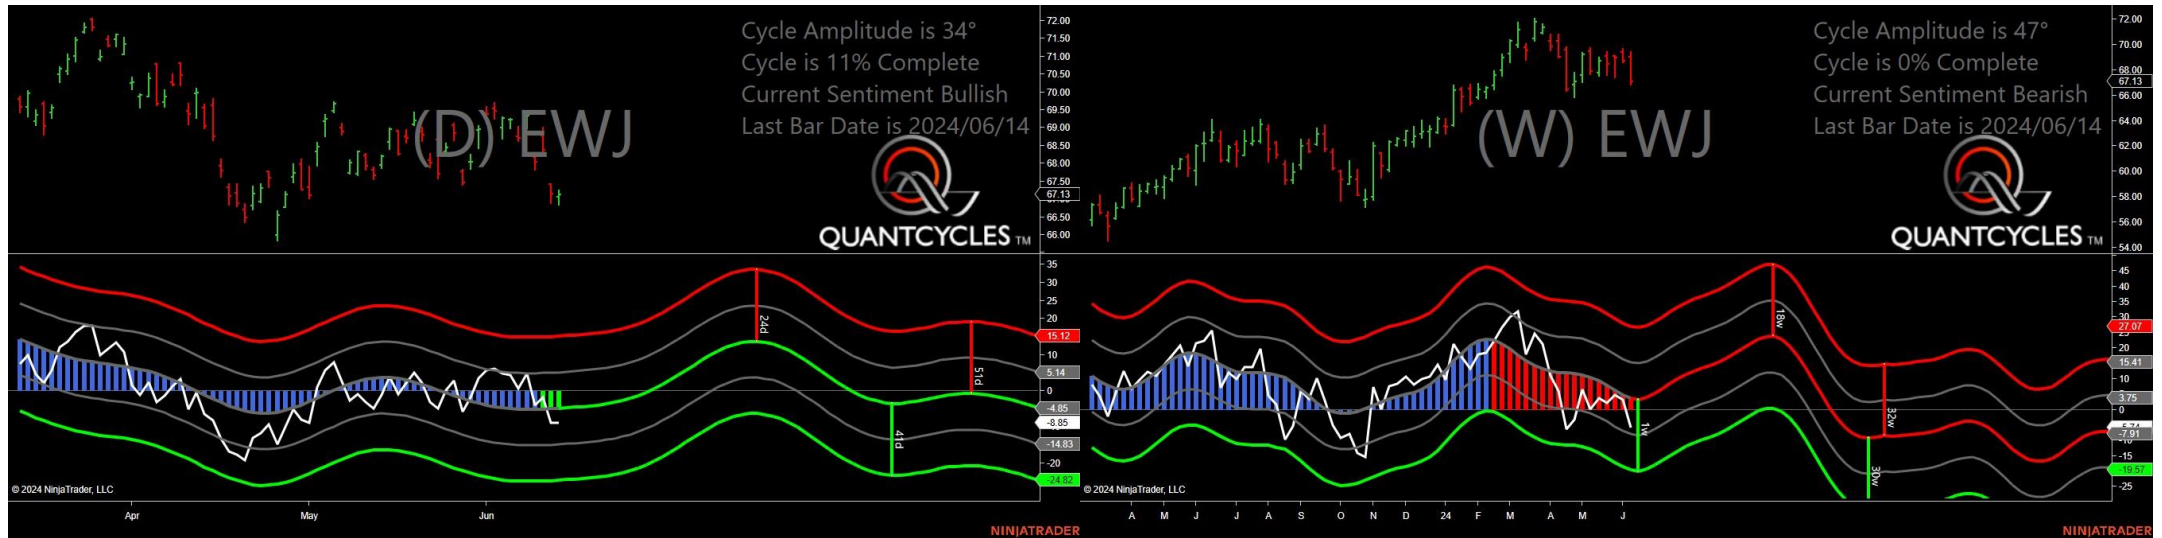 Cycle Amplitude is 34°
Cycle is 11% Complete
Current Sentiment Bullish
Last Bar Date is 2024/06/14
(D) EWJ
QUANTCYCLES TM
72.00
71.50
71.00
70.50
70.00
69.50
69.00
68.50
68.00
67.50
67.13
66.50
66.00
35
30
25
20
15.12
10
5.14
0
-4.85
-8.85
-14.83
-20
-24.82
24d
41d
51d
© 2024 NinjaTrader, LLC
Apr May Jun
NINJATRADER
Cycle Amplitude is 47°
Cycle is 0% Complete
Current Sentiment Bearish
Last Bar Date is 2024/06/14
(W) EWJ
QUANTCYCLES TM
72.00
70.00
68.00
67.13
66.00
64.00
62.00
60.00
58.00
56.00
54.00
45
40
35
30
27.07
20
15.41
10
3.75
0
-7.91
-15
-19.57
-25
18w
1w
32w
30w
© 2024 NinjaTrader, LLC
A M J J A S O N D 24 F M A M J
NINJATRADER